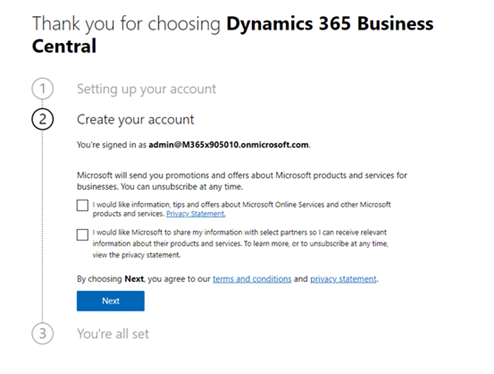 Thank you for choosing Dynamics 365 Business
Central
1 Setting up your account
2 Create your account
You're signed in as admin@M365x905010.onmicrosoft.com.
Microsoft will send you promotions and offers about Microsoft products and services for
businesses. You can unsubscribe at any time.
I would like information, tips and offers about Microsoft Online Services and other Microsoft
products and services. Privacy Statement.
I would like Microsoft to share my information with select partners so I can receive relevant
information about their products and services. To learn more, or to unsubscribe at any time,
view the privacy statement.
By choosing Next, you agree to our terms and conditions and privacy statement.
Next
3 You're all set